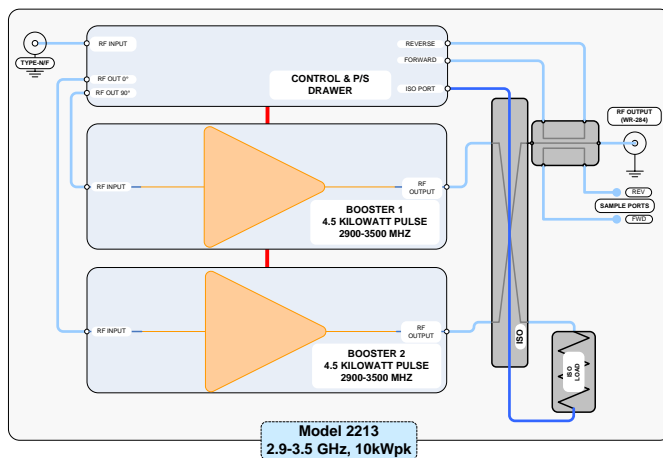 RF INPUT
REVERSE
TYPE-N/F
FORWARD
RF OUT 0°
CONTROL & P/S
DRAWER
ISO PORT
RF OUT 90°
RF OUTPUT
(WR-284)
RF INPUT
RF
OUTPUT
REV
BOOSTER 1
4.5 KILOWATT PULSE
2900-3500 MHZ
SAMPLE PORTS
FWD
RF INPUT
RF
OUTPUT
ISO
BOOSTER 2
4.5 KILOWATT PULSE
2900-3500 MHZ
ISO
LOAD
Model 2213
2.9-3.5 GHz, 10kWpk